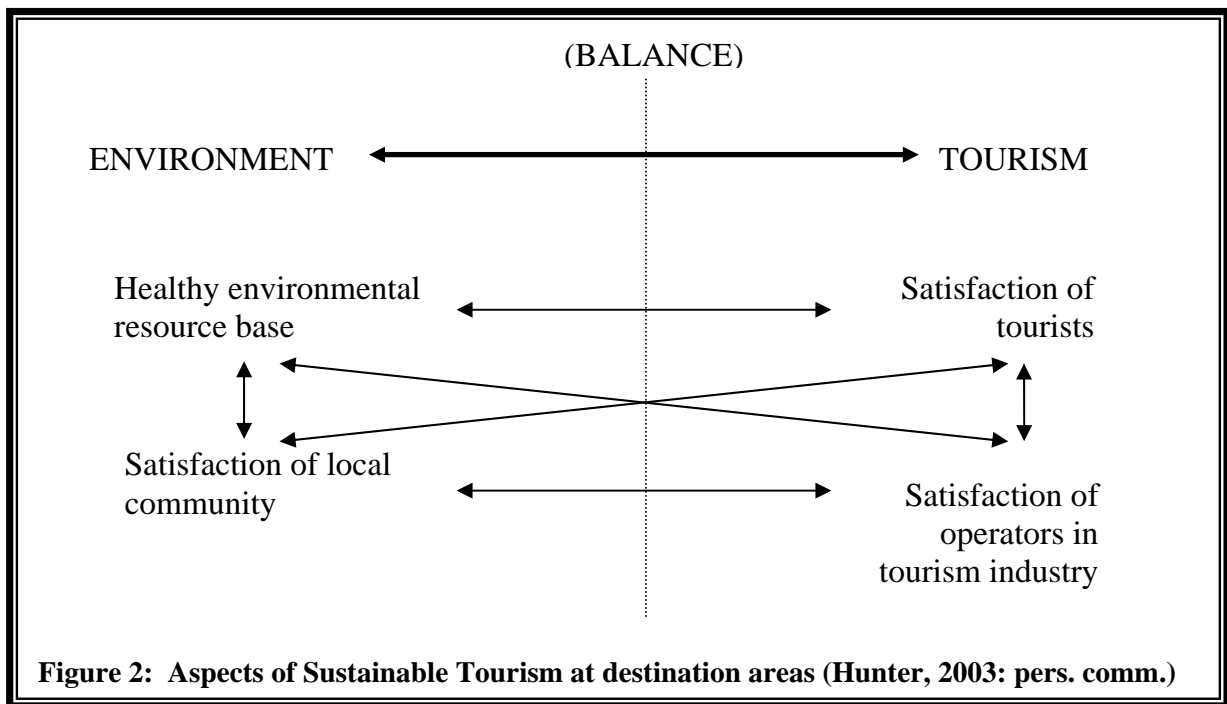 (BALANCE)
ENVIRONMENT
TOURISM
Healthy environmental
resource base
Satisfaction of
tourists
Satisfaction of local
community
Satisfaction of
operators in
tourism industry
Figure 2: Aspects of Sustainable Tourism at destination areas (Hunter, 2003: pers. comm.)